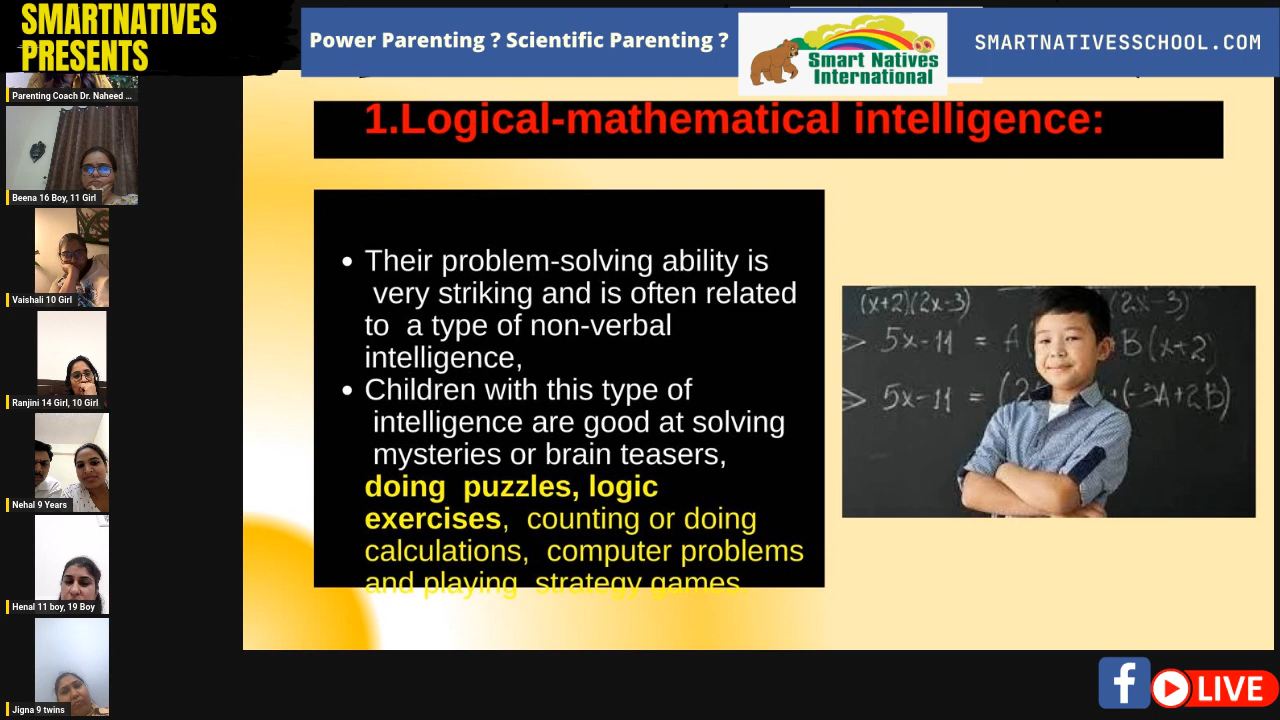 SMARTNATIVES
PRESENTS
Power Parenting ? Scientific Parenting ?
Smart Natives
International
SMARTNATIVESSCHOOL.COM
Parenting Coach Dr. Naheed ...
Beena 16 Boy, 11 Girl
Vaishali 10 Girl
Ranjini 14 Girl, 10 Girl
Nehal 9 Years
Henal 11 boy, 19 Boy
Jigna 9 twins
1.Logical-mathematical intelligence:
• Their problem-solving ability is
very striking and is often related
to a type of non-verbal
intelligence,
• Children with this type of
intelligence are good at solving
mysteries or brain teasers,
doing puzzles, logic
exercises, counting or doing
calculations, computer problems
and playing strategy games
(x+2)(2x-3)
(2x-3)
5x-11 = A
B(x+2)
5x-11 = (2
+(-3A+2B)
f
LIVE